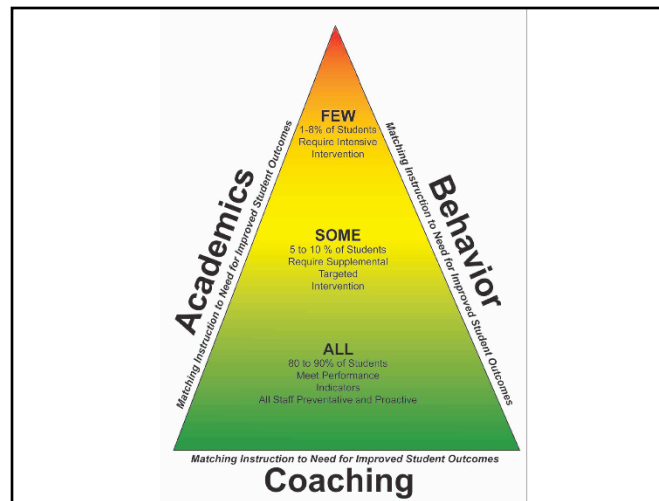 FEW
1-8% of Students
Require Intensive
Intervention
Academics
Matching Instruction to Need for Improved Student Outcomes
Behavior
Matching Instruction to Need for Improved Student Outcomes
SOME
5 to 10 % of Students
Require Supplemental
Targeted
Intervention
ALL
80 to 90% of Students
Meet Performance
Indicators
All Staff Preventative and Proactive
Matching Instruction to Need for Improved Student Outcomes
Coaching